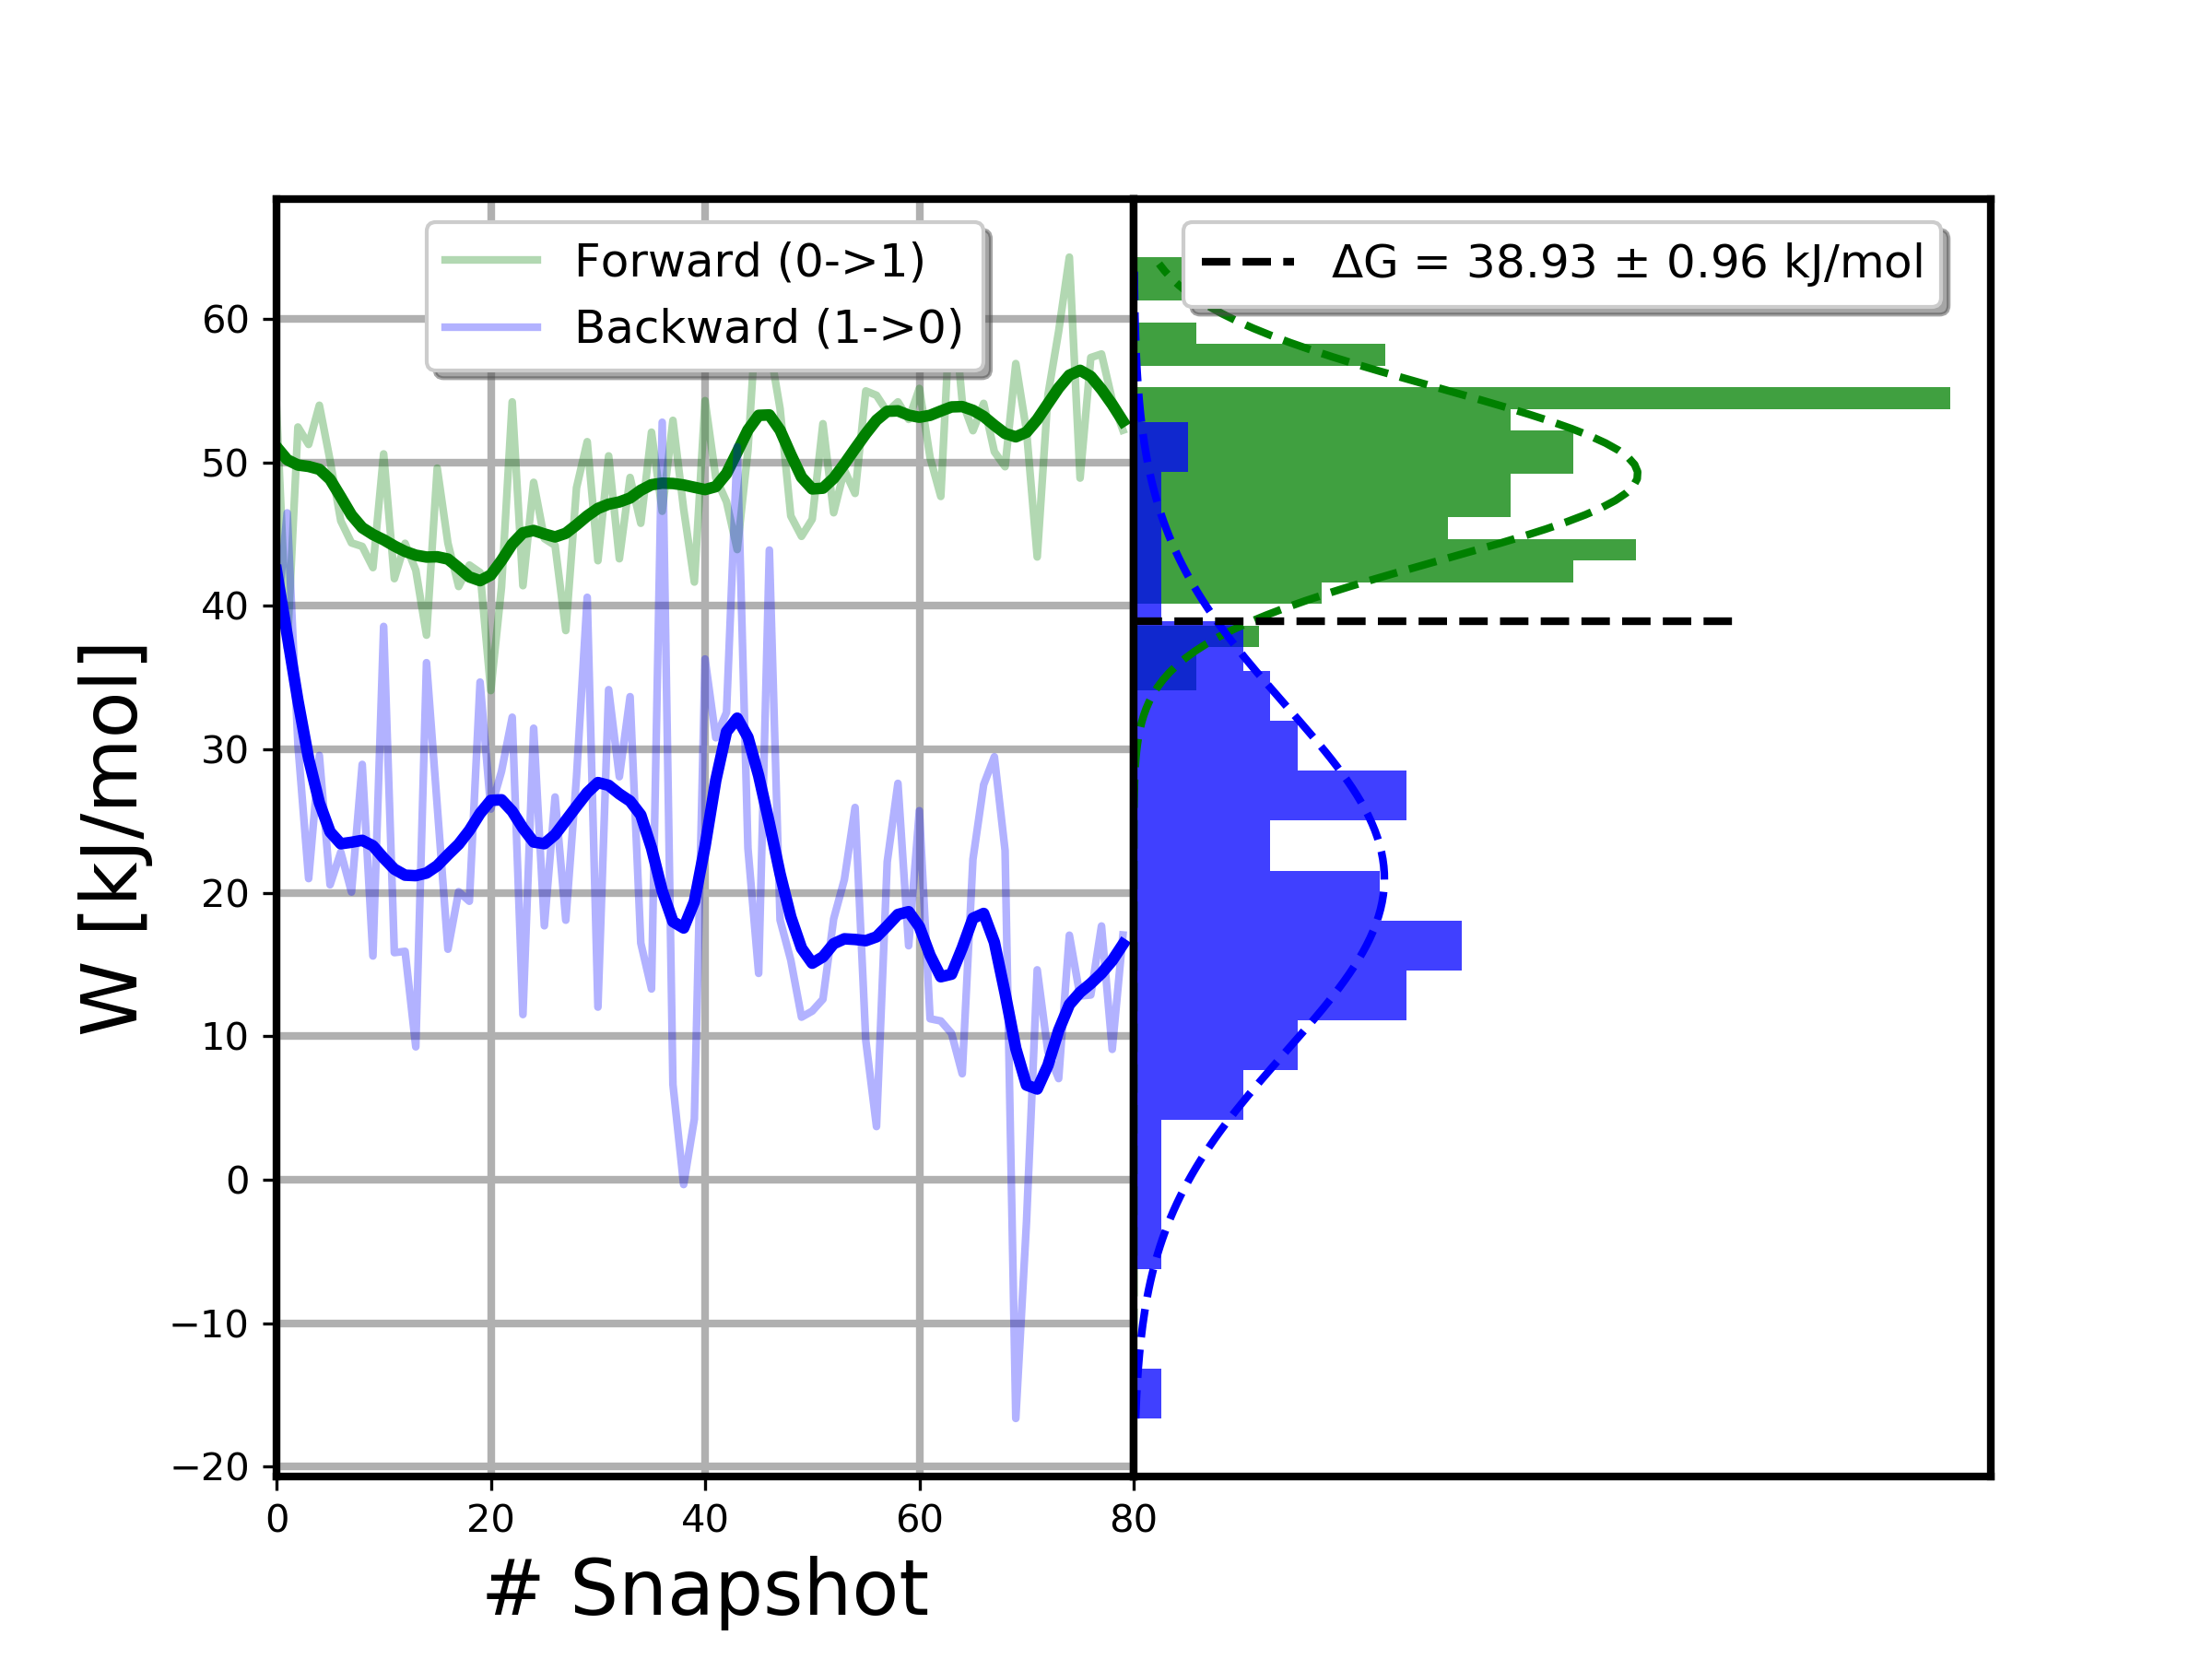 Forward (0->1)
Backward (1->0)
ΔG = 38.93 ± 0.96 kJ/mol
W [kJ/mol]
60
50
40
30
20
10
0
−10
−20
0 20 40 60 80
# Snapshot